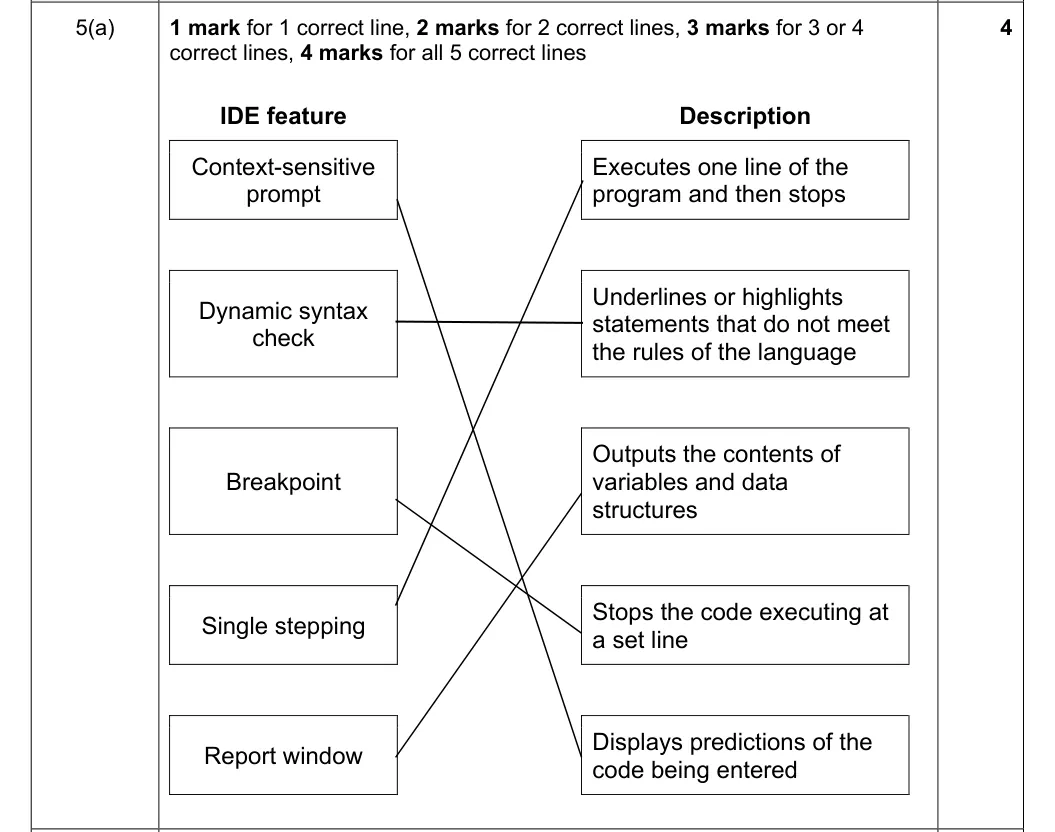 5(a)
1 mark for 1 correct line, 2 marks for 2 correct lines, 3 marks for 3 or 4
correct lines, 4 marks for all 5 correct lines
4
IDE feature
Description
Context-sensitive
prompt
Executes one line of the
program and then stops
Dynamic syntax
check
Underlines or highlights
statements that do not meet
the rules of the language
Breakpoint
Outputs the contents of
variables and data
structures
Single stepping
Stops the code executing at
a set line
Report window
Displays predictions of the
code being entered